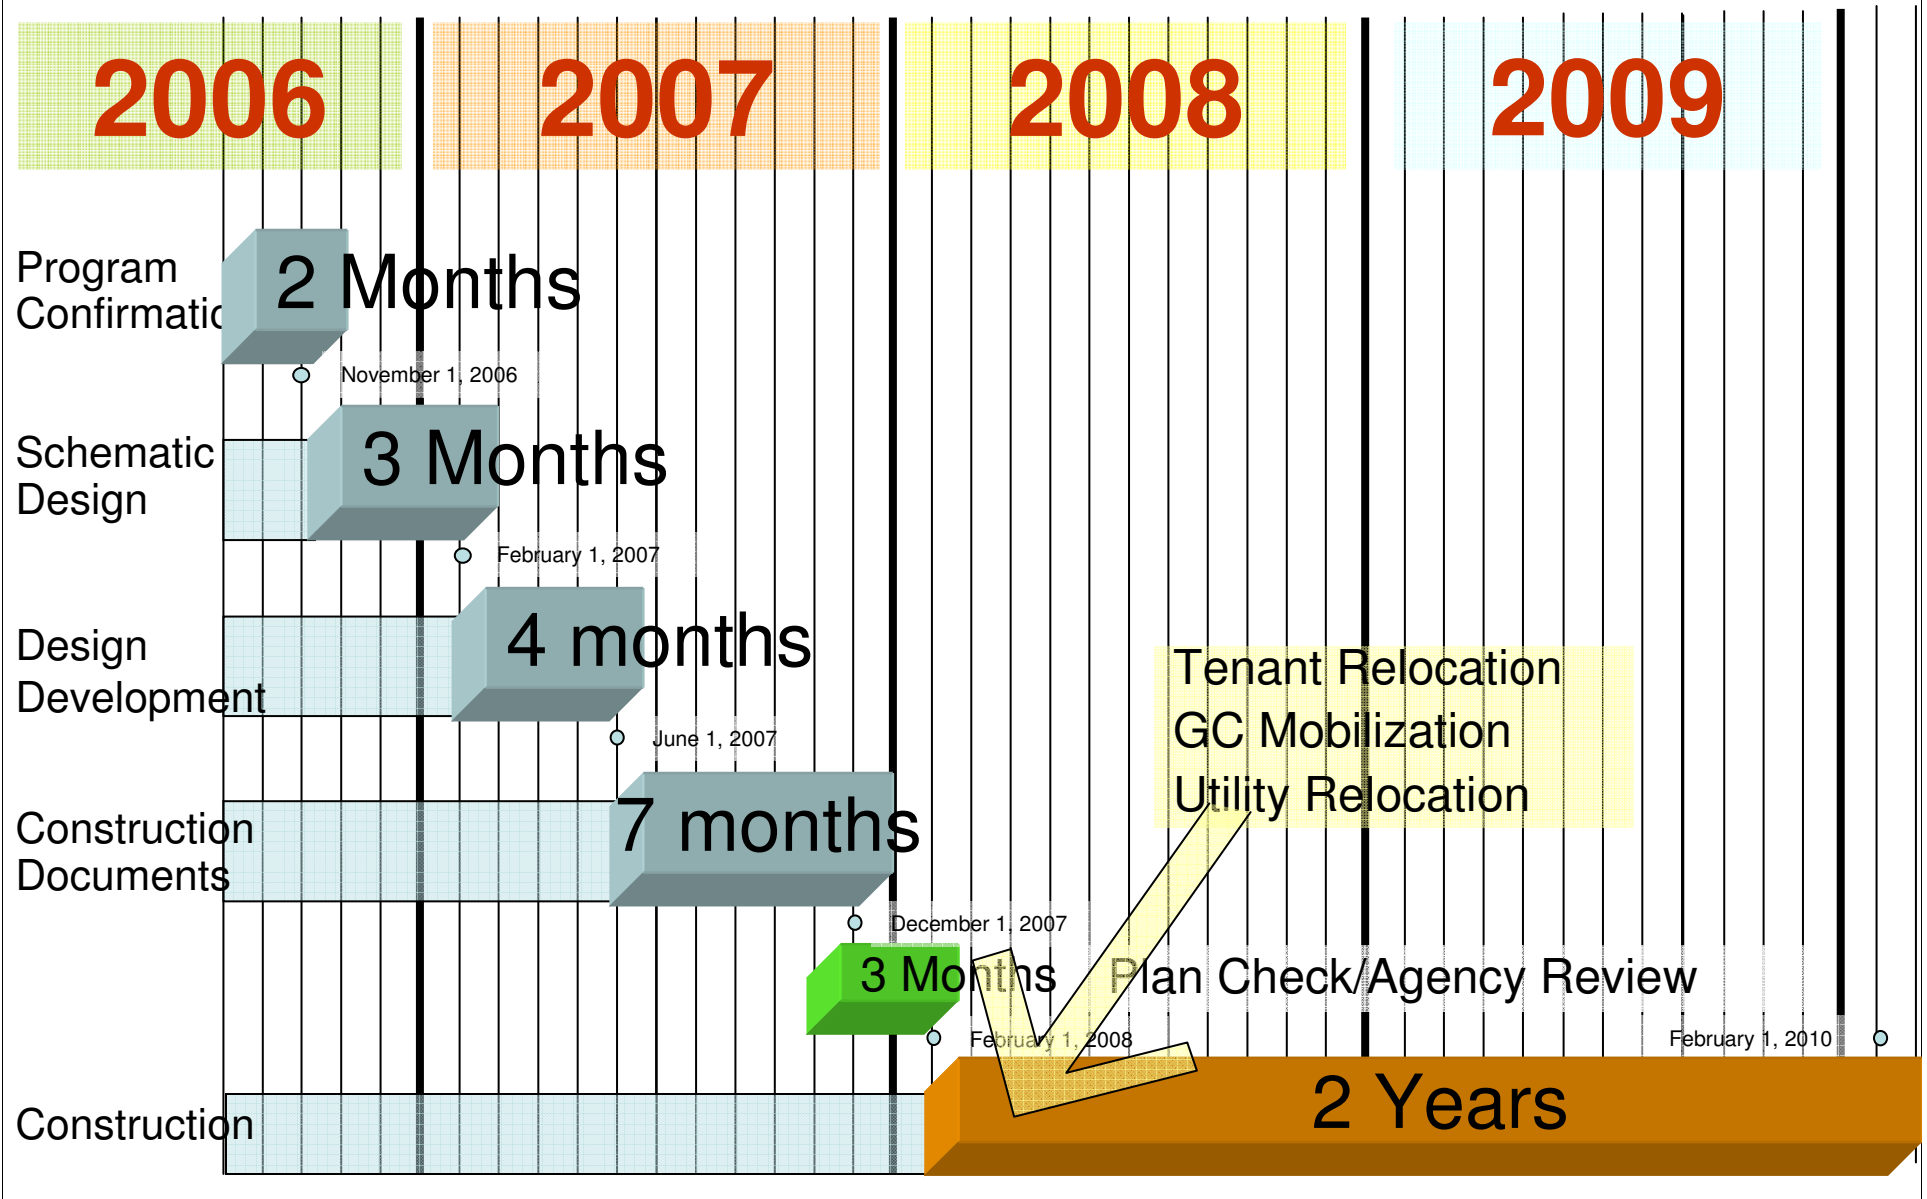 2006 2007 2008 2009
Program
Confirmatic
2 Months
November 1, 2006
Schematic
Design
3 Months
February 1, 2007
Design
Development
4 months
June 1, 2007
Tenant Relocation
GC Mobilization
Utility Relocation
Construction
Documents
7 months
December 1, 2007
3 Months
Plan Check/Agency Review
February 1, 2008
February 1, 2010
Construction
2 Years